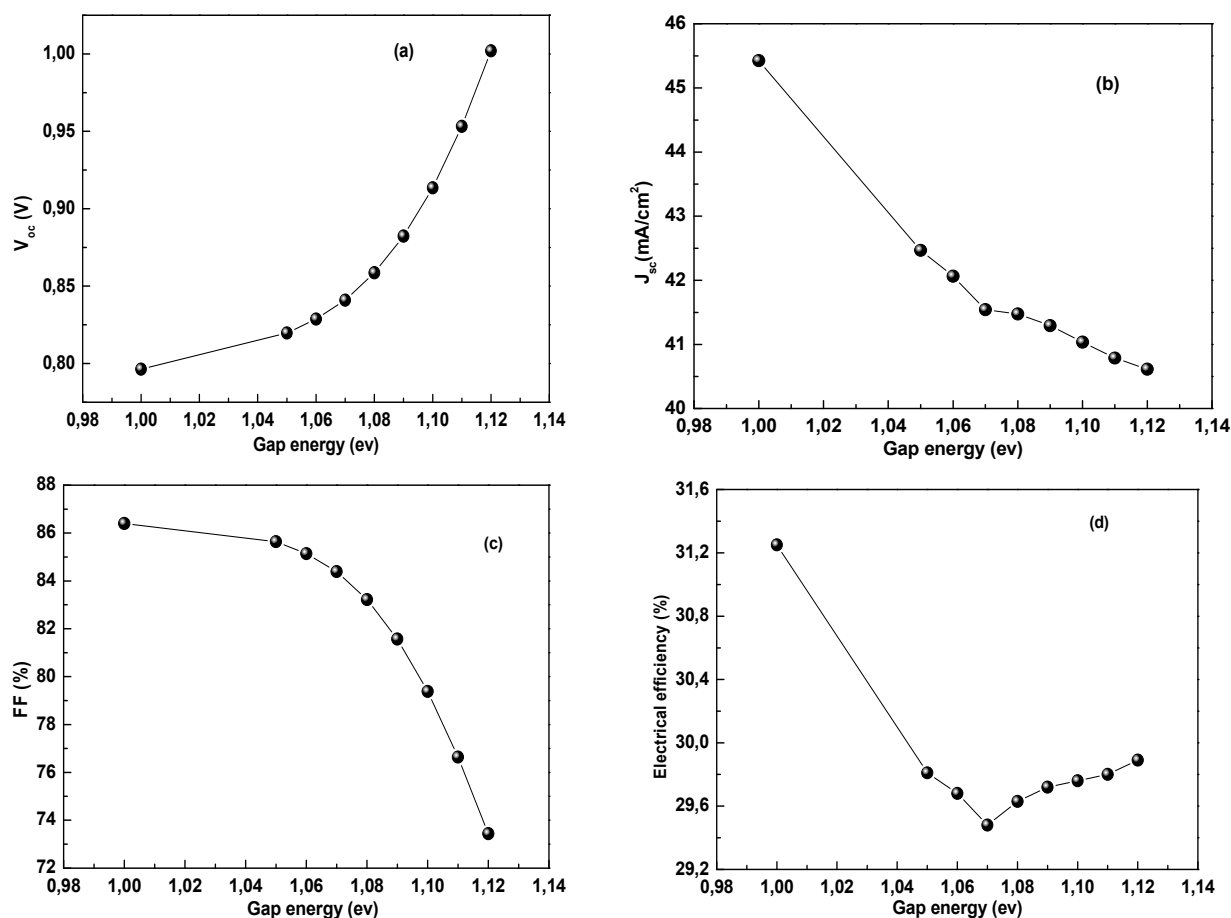 (a)
1,00
0,95
0,90
0,85
0,80
V_oc (V)
0,98 1,00 1,02 1,04 1,06 1,08 1,10 1,12 1,14
Gap energy (ev)
(b)
46
45
44
43
42
41
40
J_sc(mA/cm²)
0,98 1,00 1,02 1,04 1,06 1,08 1,10 1,12 1,14
Gap energy (ev)
(c)
88
86
84
82
80
78
76
74
72
FF (%)
0,98 1,00 1,02 1,04 1,06 1,08 1,10 1,12 1,14
Gap energy (ev)
(d)
31,6
31,2
30,8
30,4
30,0
29,6
29,2
Electrical efficiency (%)
0,98 1,00 1,02 1,04 1,06 1,08 1,10 1,12 1,14
Gap energy (ev)